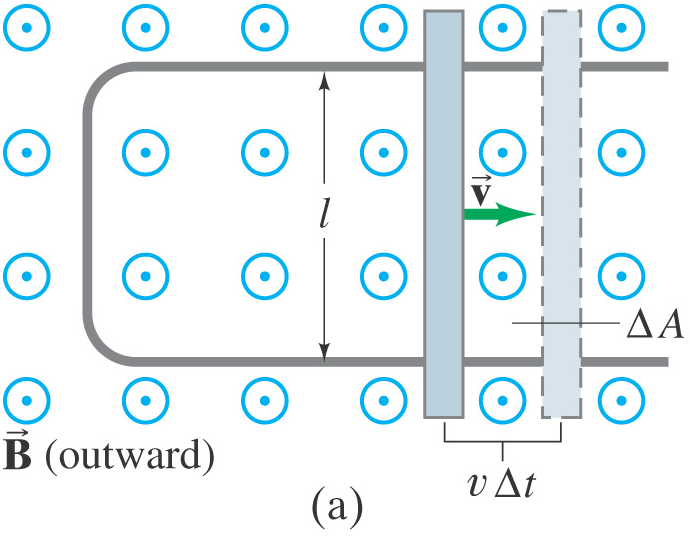 v⃗
l
ΔA
B⃗ (outward)
v Δt
(a)